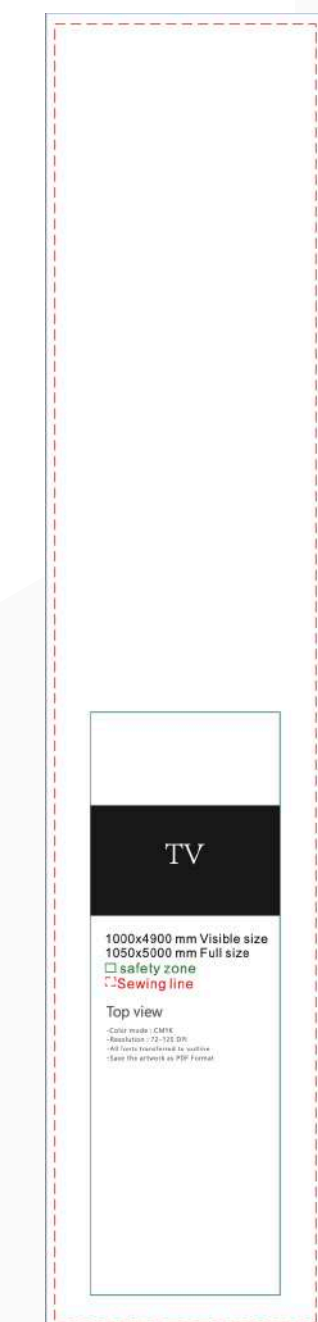 TV
1000x4900 mm Visible size
1050x5000 mm Full size
safety zone
Sewing line
Top view
-Color mode : CMYK
-Resolution : 72-120 DPI
-All fonts transferred to outline
-Save the artwork as PDF Format